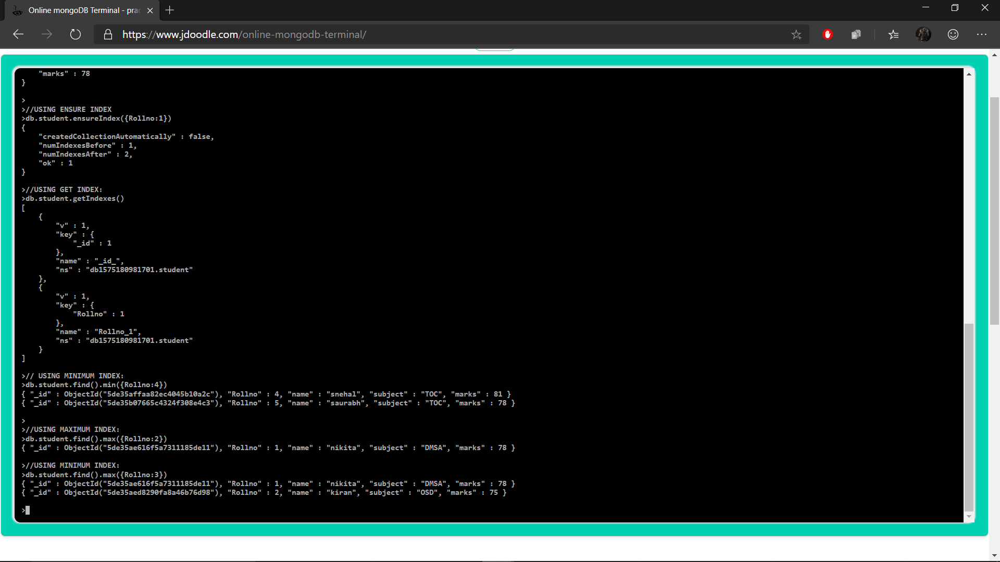 Online mongoDB Terminal - prac
https://www.jdoodle.com/online-mongodb-terminal/
"marks" : 78
}
>
>//USING ENSURE INDEX
>db.student.ensureIndex({Rollno:1})
{
"createdCollectionAutomatically" : false,
"numIndexesBefore" : 1,
"numIndexesAfter" : 2,
"ok" : 1
}
>//USING GET INDEX:
>db.student.getIndexes()
[
{
"v" : 1,
"key" : {
"_id" : 1
},
"name" : "_id_",
"ns" : "db1575180981701.student"
},
{
"v" : 1,
"key" : {
"Rollno" : 1
},
"name" : "Rollno_1",
"ns" : "db1575180981701.student"
}
]
>// USING MINIMUM INDEX:
>db.student.find().min({Rollno:4})
{ "_id" : ObjectId("5de35affaa82ec4045b10a2c"), "Rollno" : 4, "name" : "snehal", "subject" : "TOC", "marks" : 81 }
{ "_id" : ObjectId("5de35b07665c4324f308e4c3"), "Rollno" : 5, "name" : "saurabh", "subject" : "TOC", "marks" : 78 }
>
>//USING MAXIMUM INDEX:
>db.student.find().max({Rollno:2})
{ "_id" : ObjectId("5de35ae616f5a7311185de11"), "Rollno" : 1, "name" : "nikita", "subject" : "DMSA", "marks" : 78 }
>//USING MINIMUM INDEX:
>db.student.find().max({Rollno:3})
{ "_id" : ObjectId("5de35ae616f5a7311185de11"), "Rollno" : 1, "name" : "nikita", "subject" : "DMSA", "marks" : 78 }
{ "_id" : ObjectId("5de35aed8290fa8a46b76d98"), "Rollno" : 2, "name" : "kiran", "subject" : "OSD", "marks" : 75 }
>